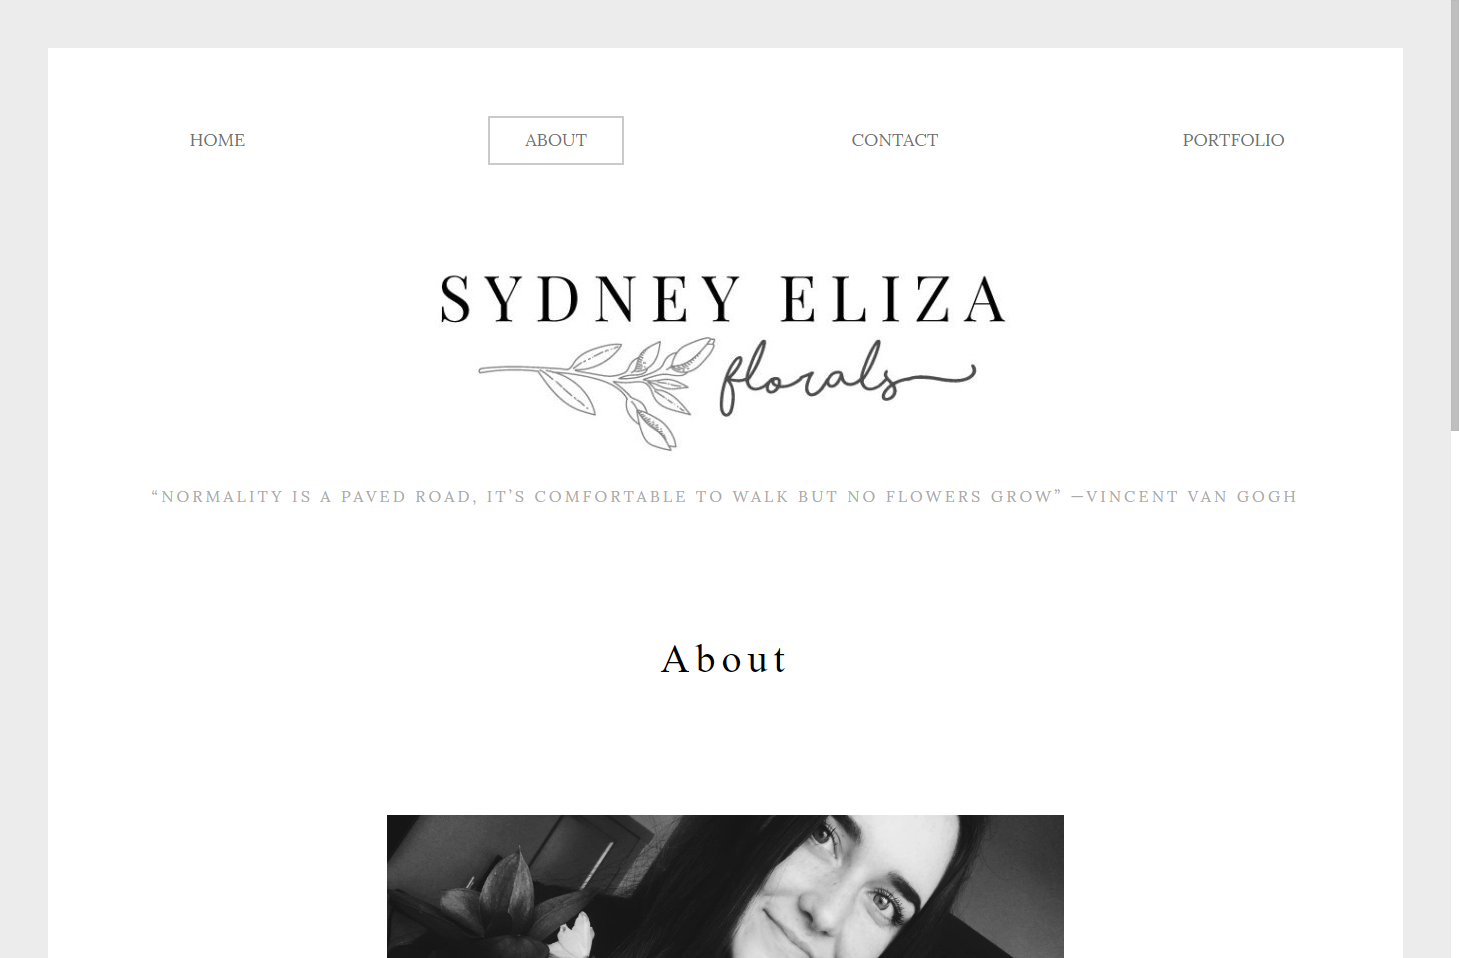 HOME ABOUT CONTACT PORTFOLIO
SYDNEY ELIZA
florals
“NORMALITY IS A PAVED ROAD, IT’S COMFORTABLE TO WALK BUT NO FLOWERS GROW” —VINCENT VAN GOGH
About